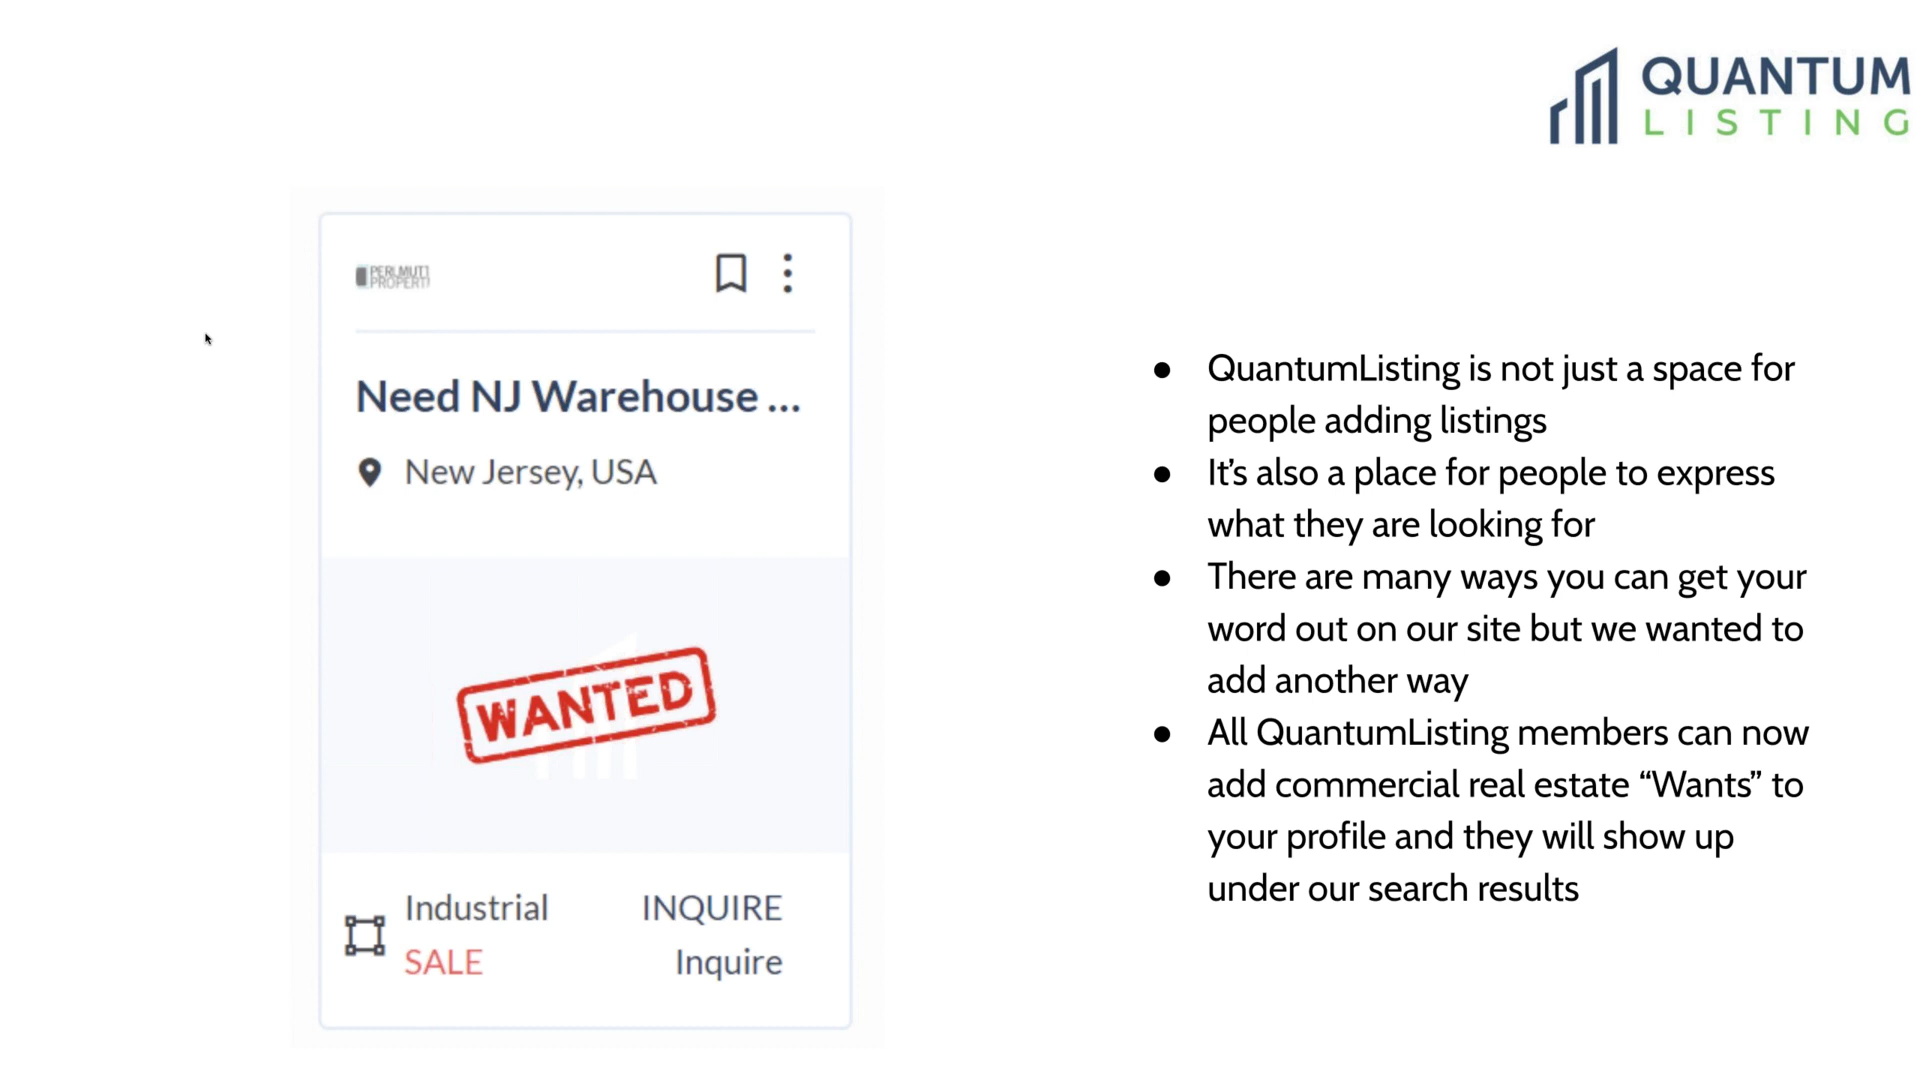 QUANTUM
LISTING
Need NJ Warehouse ...
New Jersey, USA
WANTED
Industrial
INQUIRE
SALE
Inquire
● QuantumListing is not just a space for
people adding listings
● It’s also a place for people to express
what they are looking for
● There are many ways you can get your
word out on our site but we wanted to
add another way
● All QuantumListing members can now
add commercial real estate “Wants” to
your profile and they will show up
under our search results